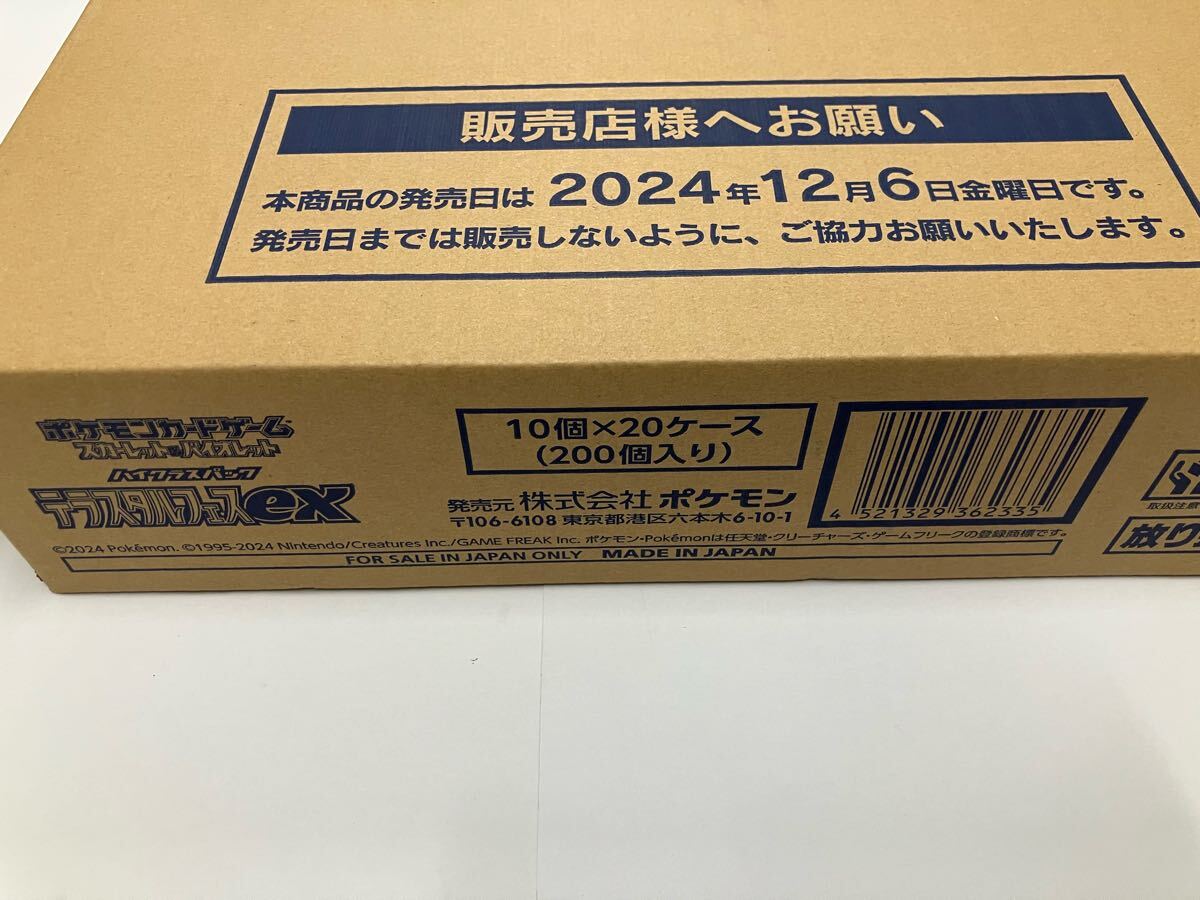 販売店様へお願い
本商品の発売日は 2024年12月6日金曜日です。
発売日までは販売しないように、ご協力お願いいたします。
ポケモンカードゲーム
スカーレット&バイオレット
ハイクラスパック
テラスタルフェスex
10個×20ケース
(200個入り)
発売元 株式会社 ポケモン
〒106-6108 東京都港区六本木6-10-1
4 521329 362335
取扱注意
放り
©2024 Pokémon. ©1995-2024 Nintendo/Creatures Inc./GAME FREAK Inc. ポケモン・Pokémonは任天堂・クリーチャーズ・ゲームフリークの登録商標です。
FOR SALE IN JAPAN ONLY MADE IN JAPAN